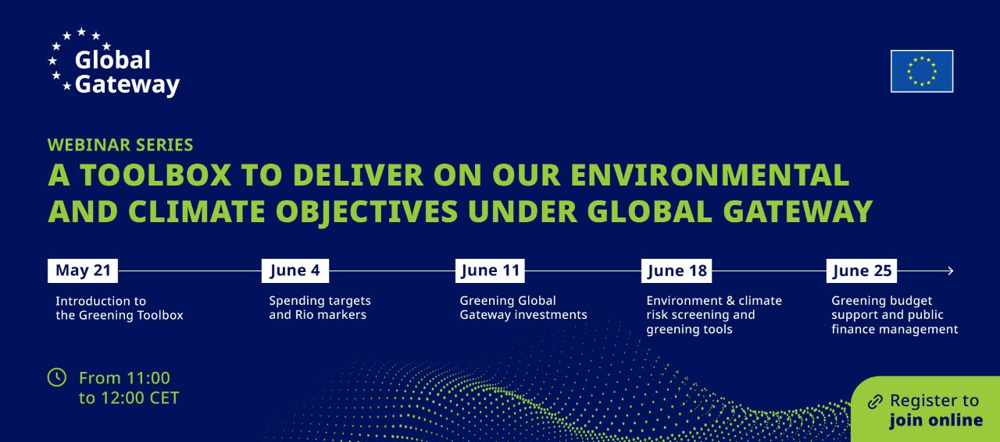 Global
Gateway
WEBINAR SERIES
A TOOLBOX TO DELIVER ON OUR ENVIRONMENTAL
AND CLIMATE OBJECTIVES UNDER GLOBAL GATEWAY
May 21
Introduction to
the Greening Toolbox
June 4
Spending targets
and Rio markers
June 11
Greening Global
Gateway investments
June 18
Environment & climate
risk screening and
greening tools
June 25
Greening budget
support and public
finance management
From 11:00
to 12:00 CET
Register to
join online